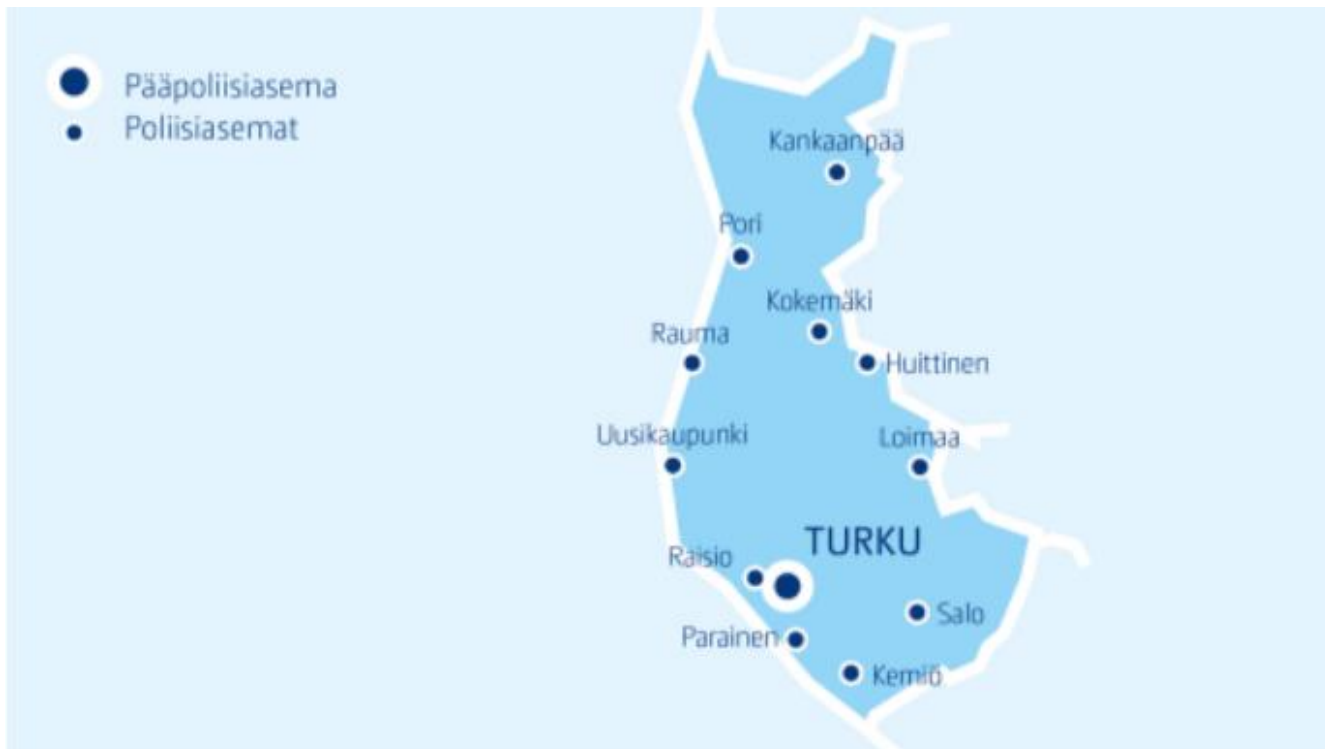 Pääpoliisiasema
Poliisiasemat
Kankaanpää
Pori
Kokemäki
Rauma
Huittinen
Uusikaupunki
Loimaa
TURKU
Raisio
Salo
Parainen
Kemiö